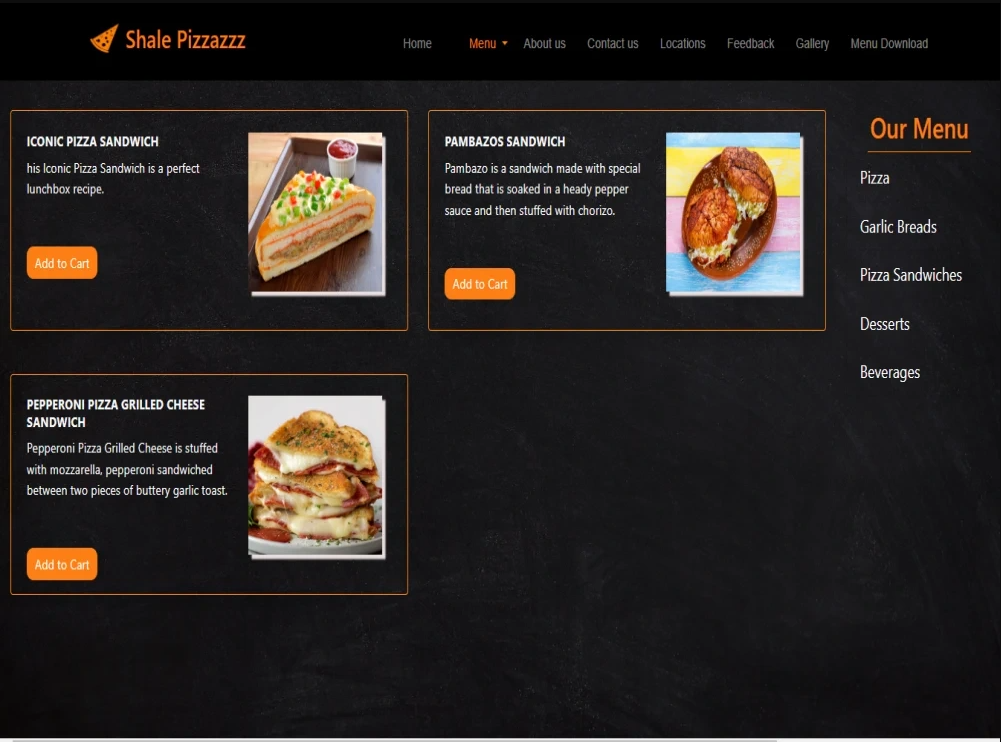 Shale Pizzazzz
Home Menu About us Contact us Locations Feedback Gallery Menu Download
ICONIC PIZZA SANDWICH
his Iconic Pizza Sandwich is a perfect
lunchbox recipe.
Add to Cart
PAMBAZOS SANDWICH
Pambazo is a sandwich made with special
bread that is soaked in a heady pepper
sauce and then stuffed with chorizo.
Add to Cart
PEPPERONI PIZZA GRILLED CHEESE
SANDWICH
Pepperoni Pizza Grilled Cheese is stuffed
with mozzarella, pepperoni sandwiched
between two pieces of buttery garlic toast.
Add to Cart
Our Menu
Pizza
Garlic Breads
Pizza Sandwiches
Desserts
Beverages